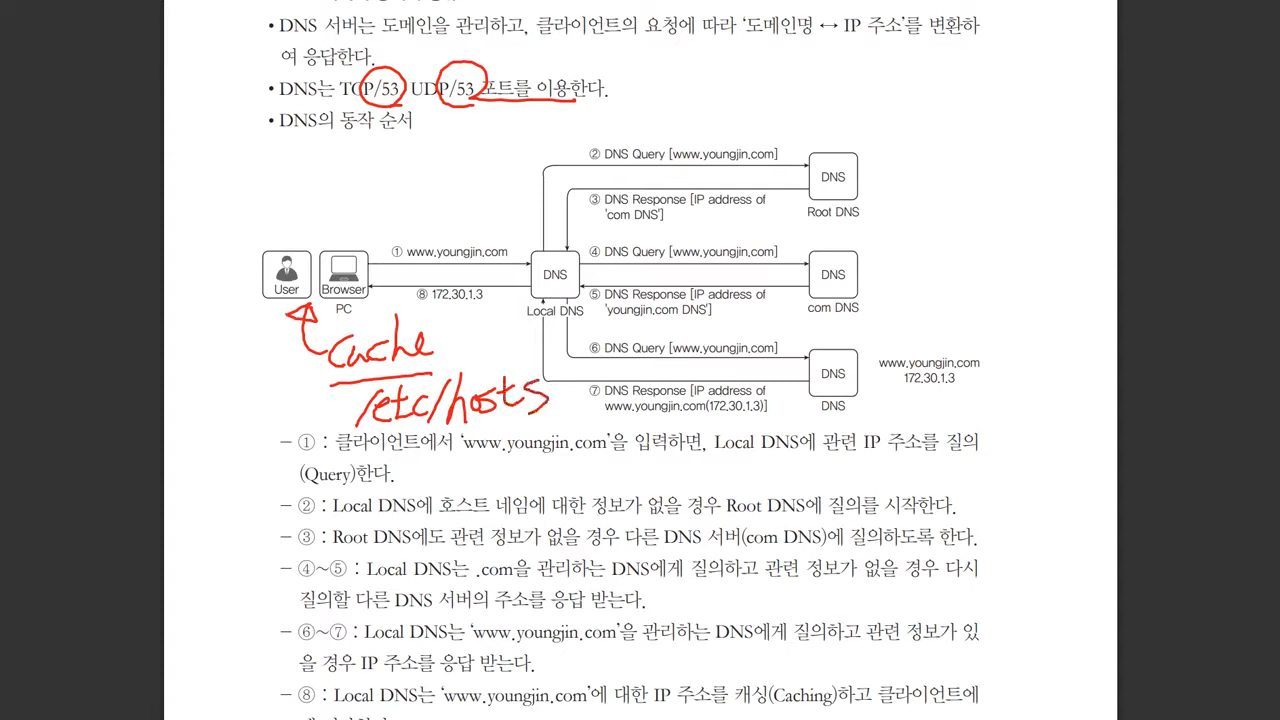 • DNS 서버는 도메인을 관리하고, 클라이언트의 요청에 따라 ‘도메인명 ↔ IP 주소’를 변환하
여 응답한다.
• DNS는 TCP/53, UDP/53 포트를 이용한다.
• DNS의 동작 순서
② DNS Query [www.youngjin.com]
DNS
③ DNS Response [IP address of
'com DNS']
Root DNS
① www.youngjin.com
④ DNS Query [www.youngjin.com]
User
Browser
DNS
DNS
⑧ 172.30.1.3
⑤ DNS Response [IP address of
'youngjin.com DNS']
PC
Local DNS
com DNS
cache
/etc/hosts
⑥ DNS Query [www.youngjin.com]
DNS
www.youngjin.com
172.30.1.3
⑦ DNS Response [IP address of
www.youngjin.com(172.30.1.3)]
DNS
– ① : 클라이언트에서 ‘www.youngjin.com’을 입력하면, Local DNS에 관련 IP 주소를 질의
(Query)한다.
– ② : Local DNS에 호스트 네임에 대한 정보가 없을 경우 Root DNS에 질의를 시작한다.
– ③ : Root DNS에도 관련 정보가 없을 경우 다른 DNS 서버(com DNS)에 질의하도록 한다.
– ④~⑤ : Local DNS는 .com을 관리하는 DNS에게 질의하고 관련 정보가 없을 경우 다시
질의할 다른 DNS 서버의 주소를 응답 받는다.
– ⑥~⑦ : Local DNS는 ‘www.youngjin.com’을 관리하는 DNS에게 질의하고 관련 정보가 있
을 경우 IP 주소를 응답 받는다.
– ⑧ : Local DNS는 ‘www.youngjin.com’에 대한 IP 주소를 캐싱(Caching)하고 클라이언트에